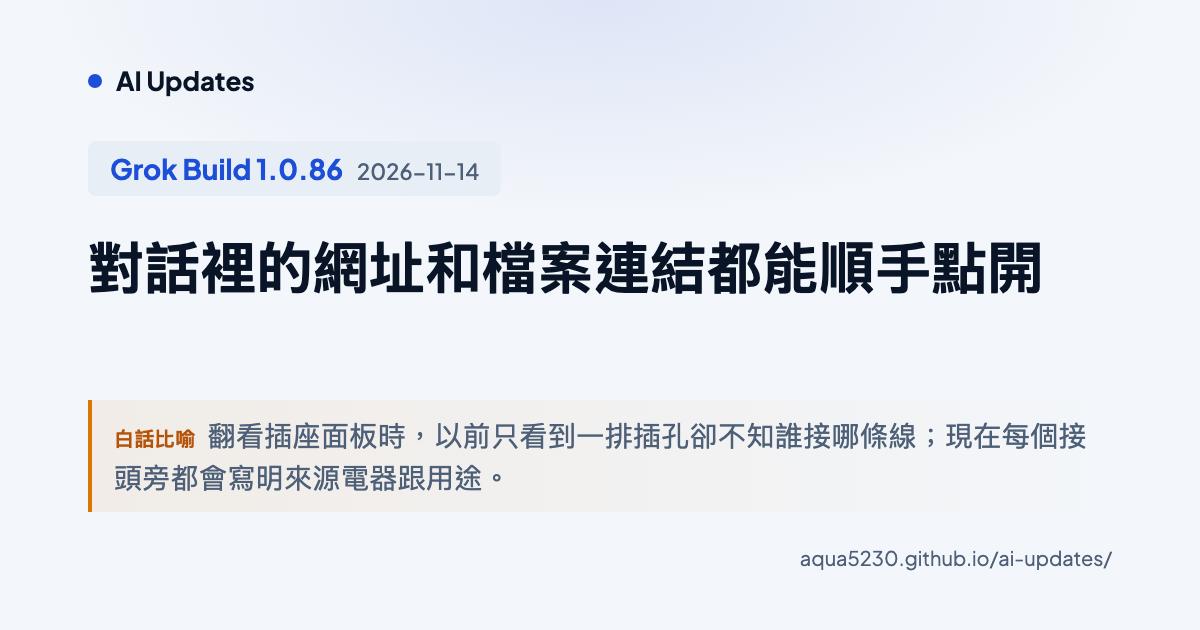 AI Updates
Grok Build 1.0.86 2026-11-14
對話裡的網址和檔案連結都能順手點開
白話比喻 翻看插座面板時，以前只看到一排插孔卻不知誰接哪條線；現在每個接
頭旁都會寫明來源電器跟用途。
aqua5230.github.io/ai-updates/